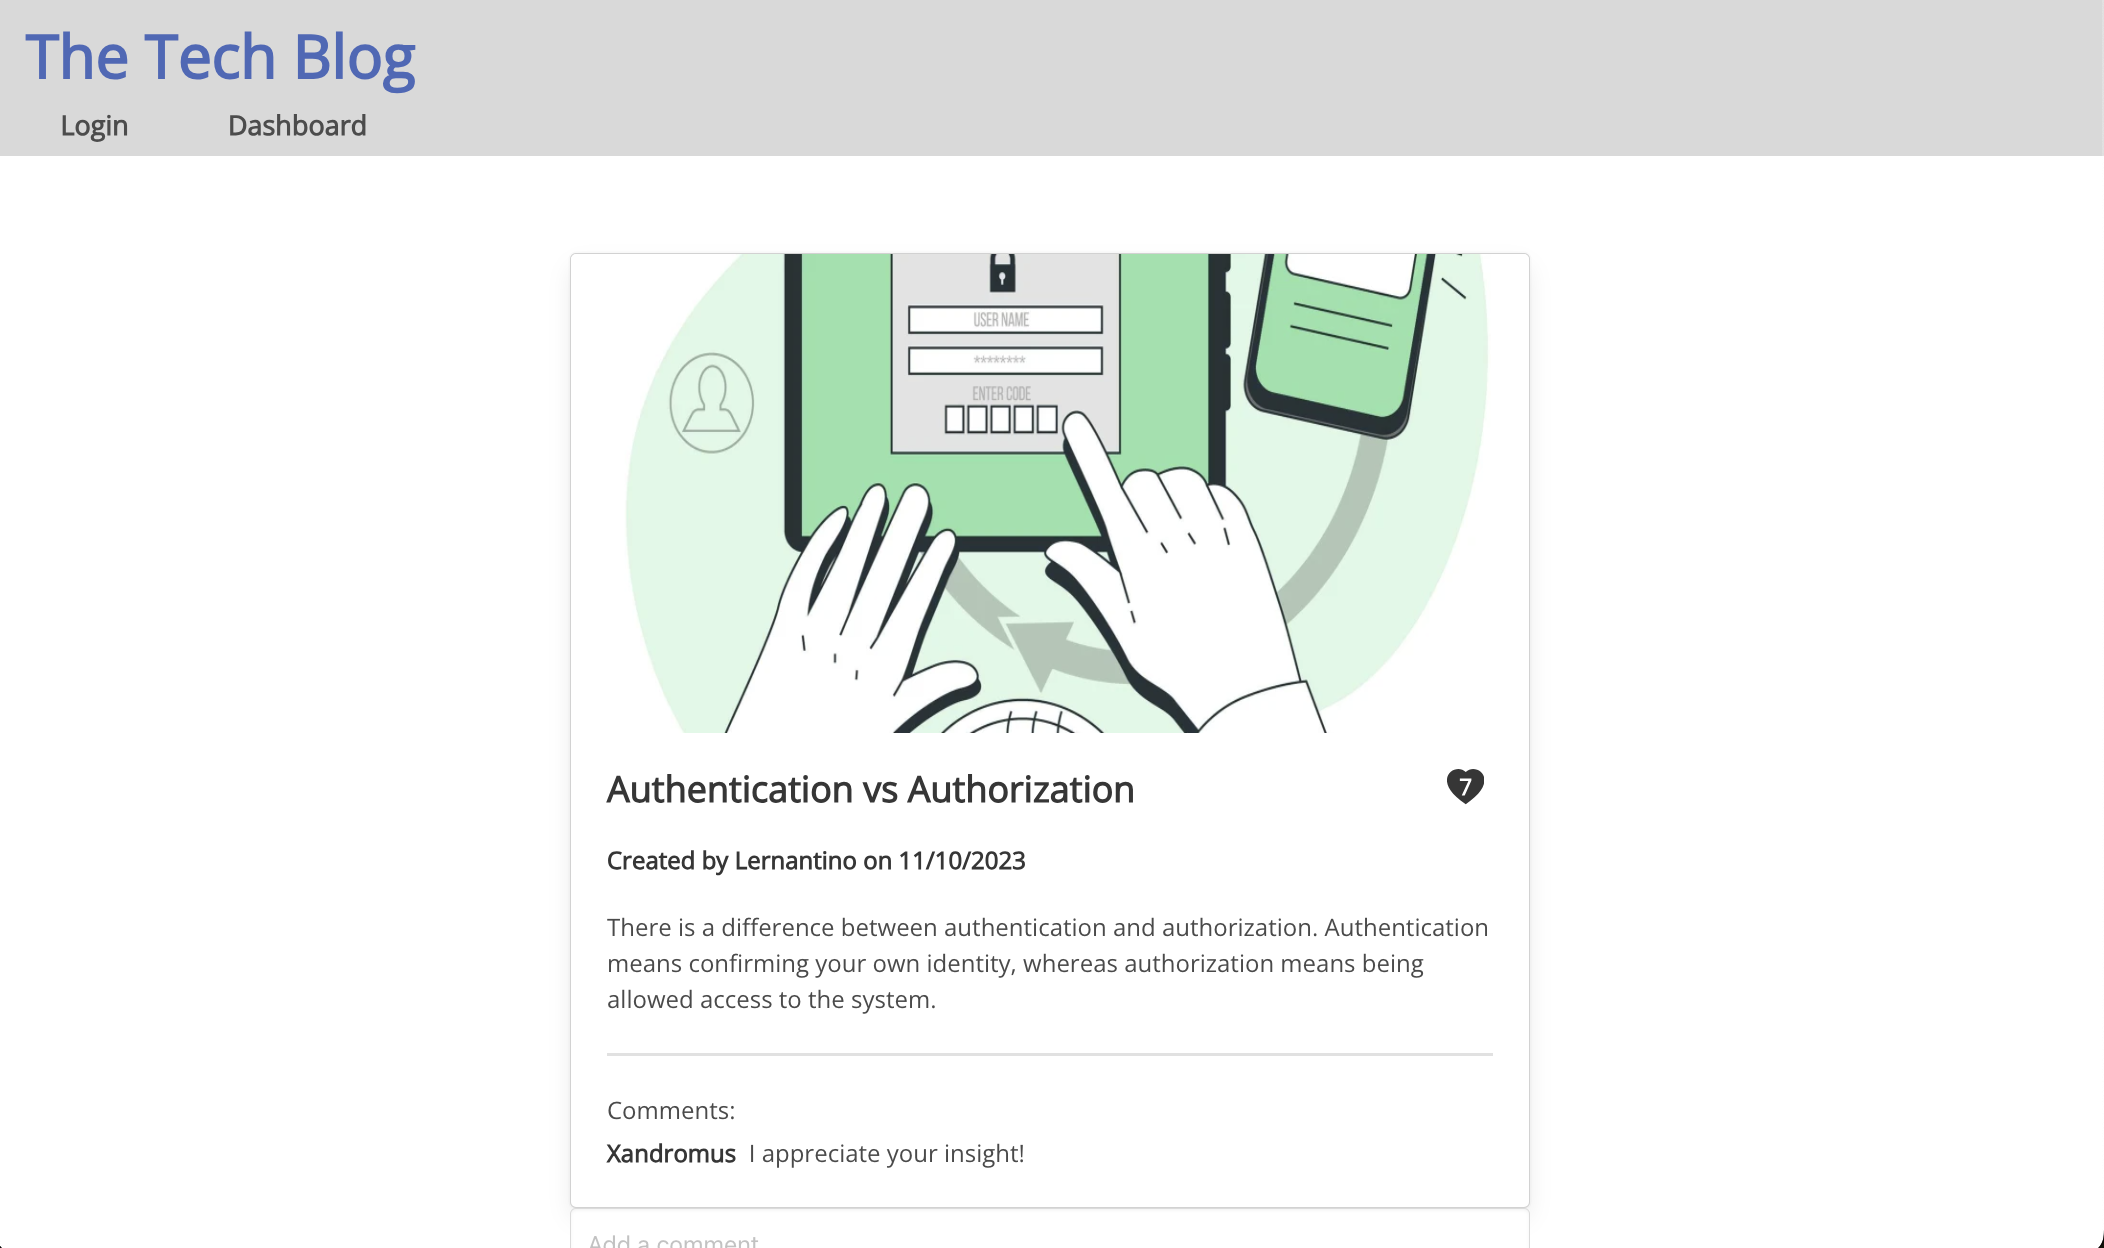 The Tech Blog
Login Dashboard
USER NAME
********
ENTER CODE
Authentication vs Authorization 7
Created by Lernantino on 11/10/2023
There is a difference between authentication and authorization. Authentication
means confirming your own identity, whereas authorization means being
allowed access to the system.
Comments:
Xandromus I appreciate your insight!
Add a comment